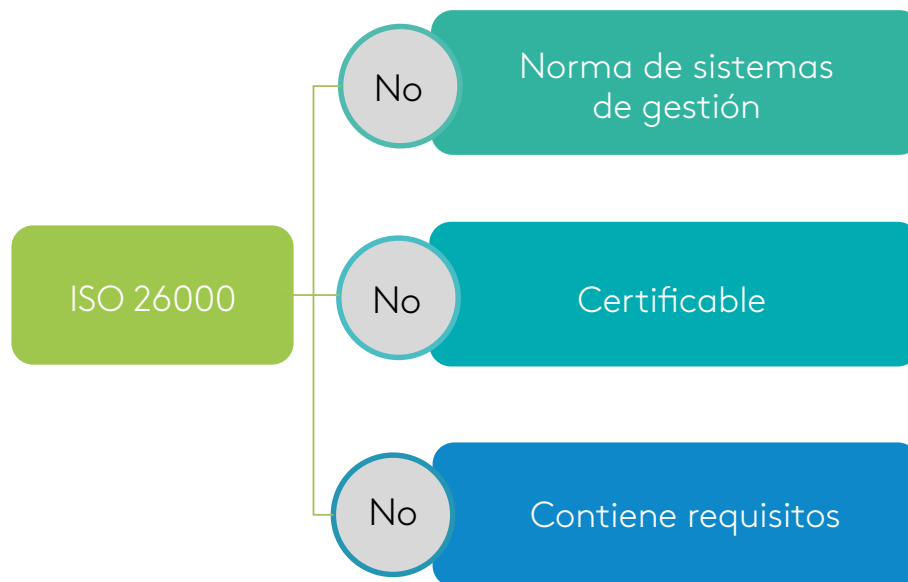 No
Norma de sistemas
de gestión
ISO 26000
No
Certificable
No
Contiene requisitos